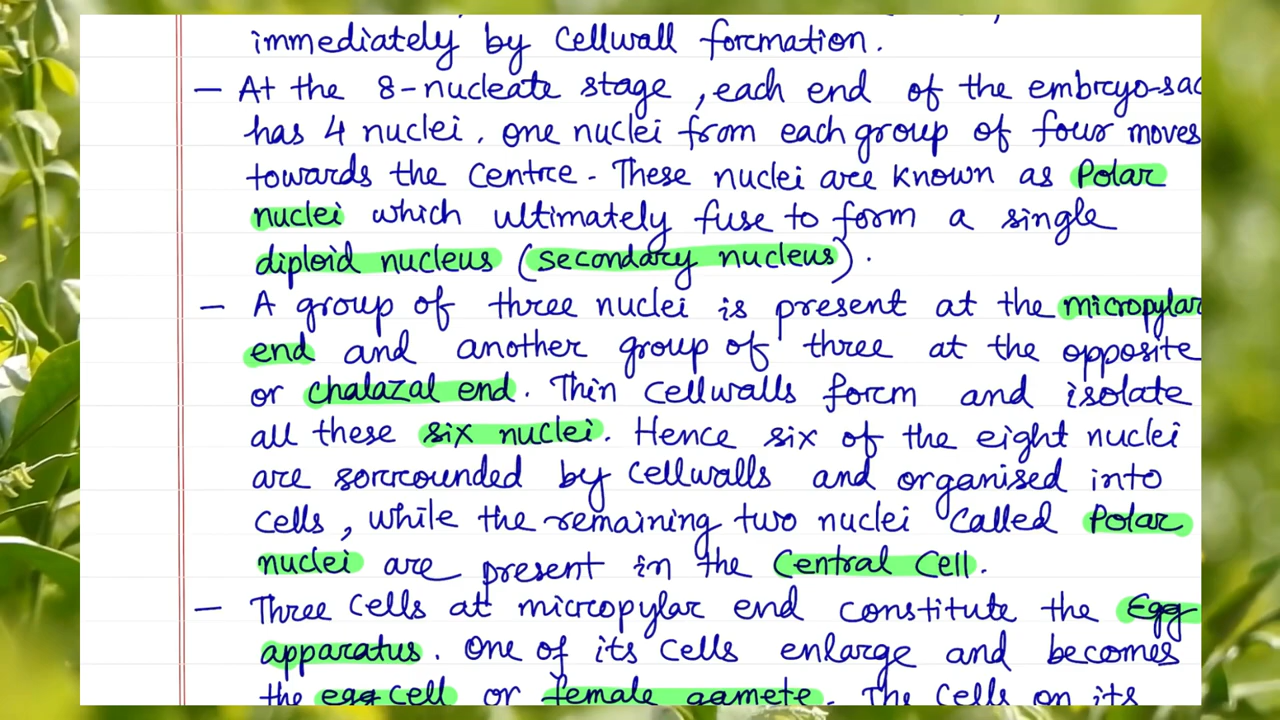 immediately by cellwall formation.
– At the 8-nucleate stage, each end of the embryo-sac
has 4 nuclei. One nuclei from each group of four moves
towards the centre. These nuclei are known as Polar
nuclei which ultimately fuse to form a single
diploid nucleus (secondary nucleus).
– A group of three nuclei is present at the micropylar
end and another group of three at the opposite
or chalazal end. Thin cellwalls form and isolate
all these six nuclei. Hence six of the eight nuclei
are sorrounded by cellwalls and organised into
cells, while the remaining two nuclei called Polar
nuclei are present in the Central Cell.
– Three cells at micropylar end constitute the Egg
apparatus. One of its cells enlarge and becomes
the egg cell or female gamete. The cells on its